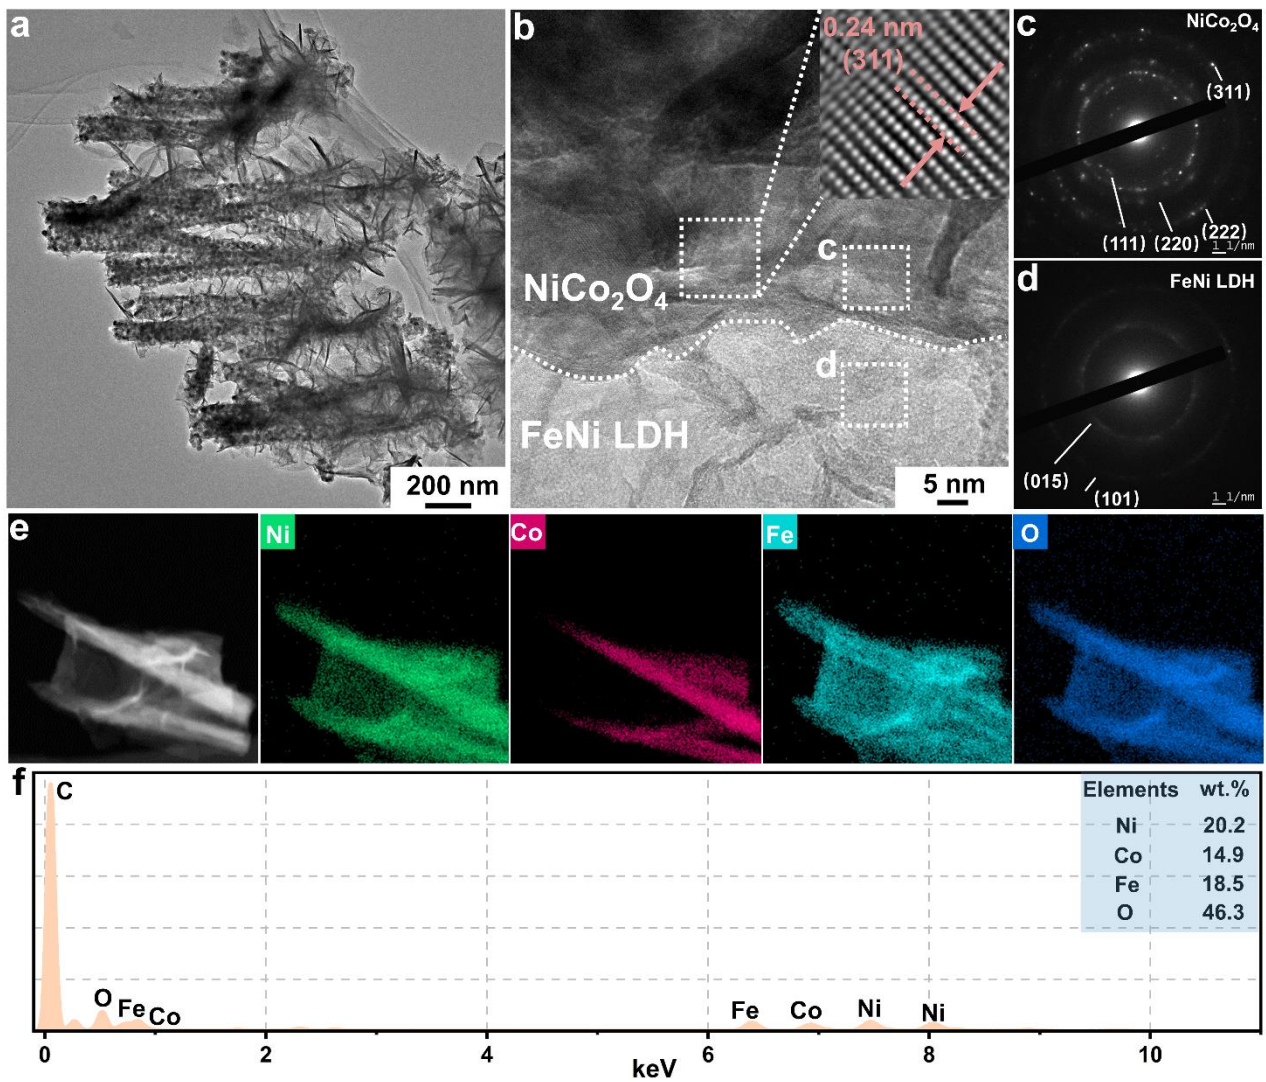 a
200 nm
b
0.24 nm
(311)
NiCo₂O₄
c
d
FeNi LDH
5 nm
c
NiCo₂O₄
(311)
(111)
(220)
(222)
1 1/nm
d
FeNi LDH
(015)
(101)
1 1/nm
e
Ni
Co
Fe
O
f
C
O
Fe
Co
Fe
Co
Ni
Ni
Elements wt.%
Ni 20.2
Co 14.9
Fe 18.5
O 46.3
0 2 4 6 8 10
keV